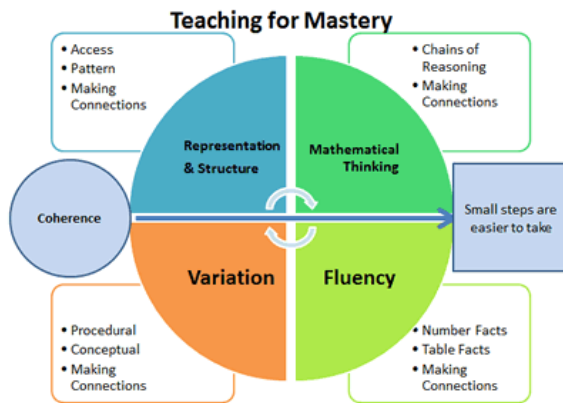 Teaching for Mastery
• Access
• Pattern
• Making
Connections
• Chains of
Reasoning
• Making
Connections
Representation
& Structure
Mathematical
Thinking
Coherence
Small steps are
easier to take
Variation
Fluency
• Procedural
• Conceptual
• Making
Connections
• Number Facts
• Table Facts
• Making
Connections